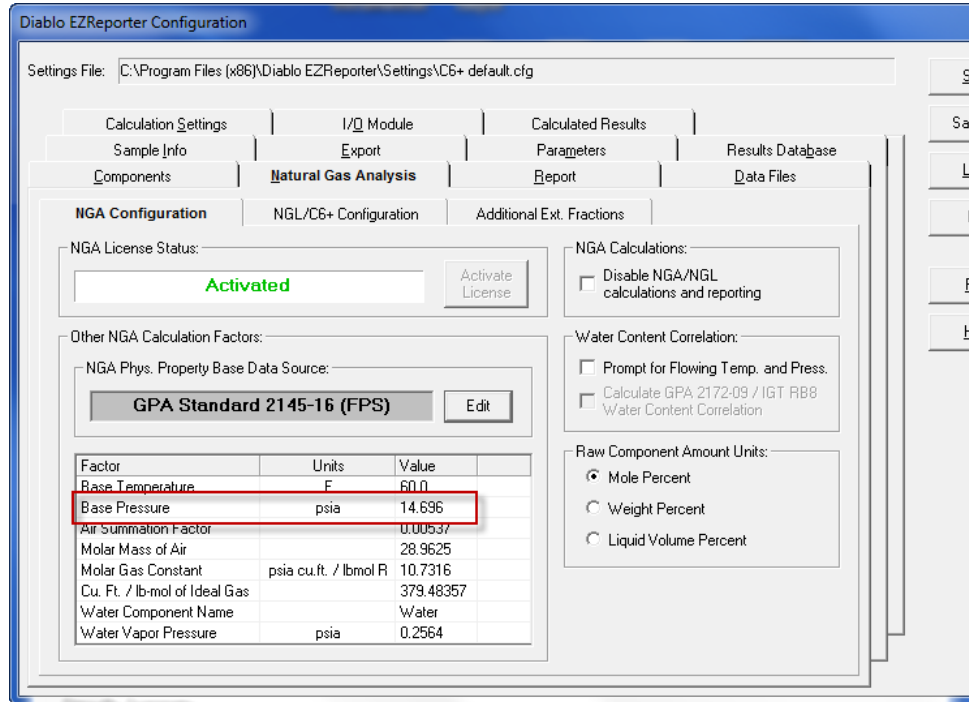 Diablo EZReporter Configuration
Settings File: C:\Program Files (x86)\Diablo EZReporter\Settings\C6+ default.cfg
Calculation Settings I/O Module Calculated Results
Sample Info Export Parameters Results Database
Components Natural Gas Analysis Report Data Files
NGA Configuration NGL/C6+ Configuration Additional Ext. Fractions
NGA License Status:
Activated
Activate
License
Other NGA Calculation Factors:
NGA Phys. Property Base Data Source:
GPA Standard 2145-16 (FPS) Edit
Factor Units Value
Base Temperature F 60.0
Base Pressure psia 14.696
Air Summation Factor 0.00537
Molar Mass of Air 28.9625
Molar Gas Constant psia cu.ft. / lbmol R 10.7316
Cu. Ft. / lb-mol of Ideal Gas 379.48357
Water Component Name Water
Water Vapor Pressure psia 0.2564
NGA Calculations:
Disable NGA/NGL
calculations and reporting
Water Content Correlation:
Prompt for Flowing Temp. and Press.
Calculate GPA 2172-09 / IGT RB8
Water Content Correlation
Raw Component Amount Units:
Mole Percent
Weight Percent
Liquid Volume Percent
Sa